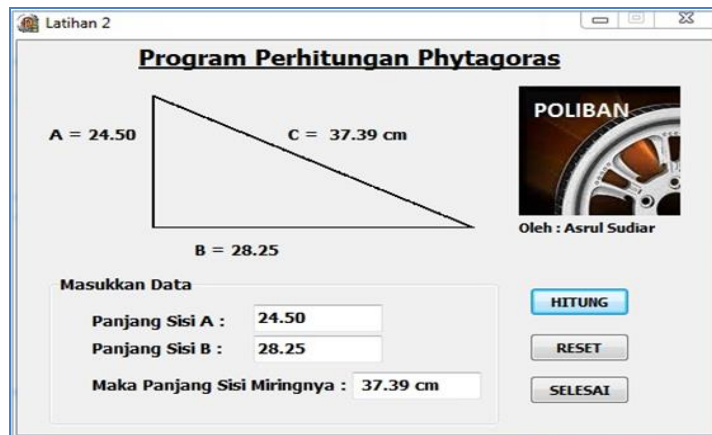 Latihan 2
Program Perhitungan Phytagoras
A = 24.50
C = 37.39 cm
B = 28.25
POLIBAN
Oleh : Asrul Sudiar
Masukkan Data
Panjang Sisi A : 24.50
Panjang Sisi B : 28.25
Maka Panjang Sisi Miringnya : 37.39 cm
HITUNG
RESET
SELESAI